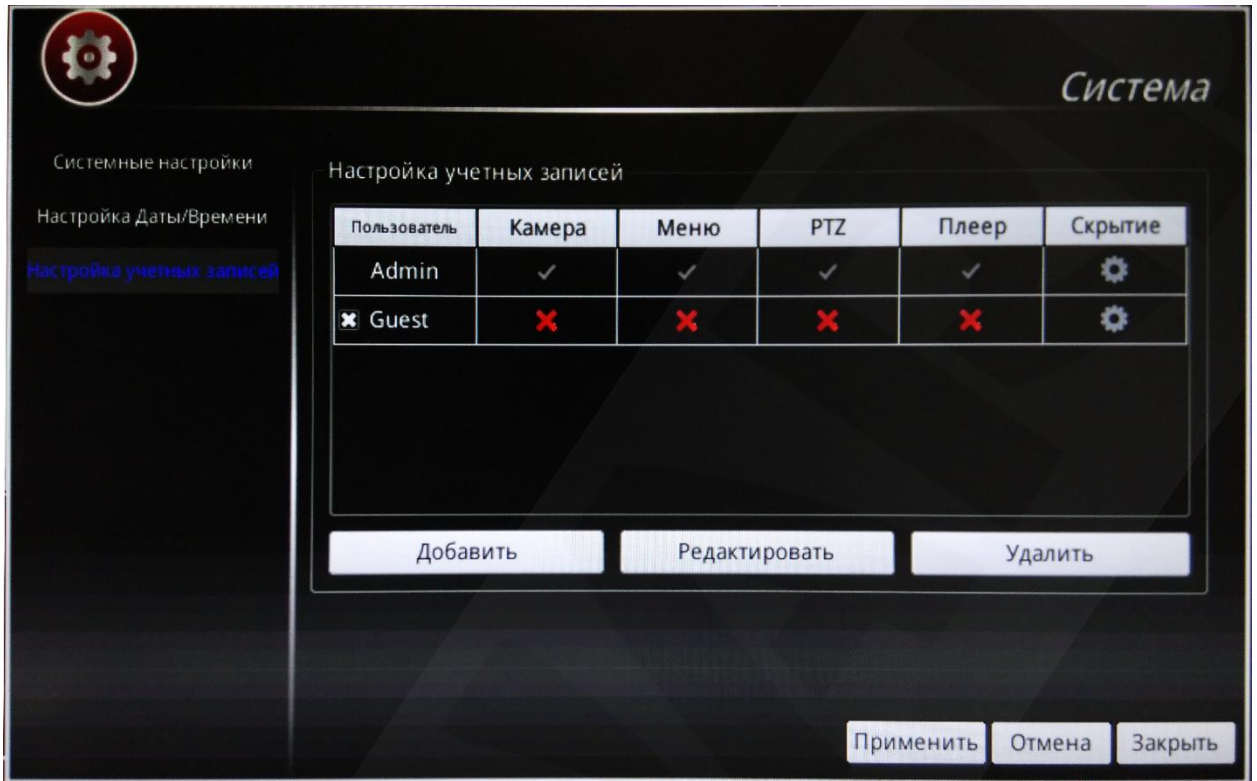 Система
Системные настройки
Настройка Даты/Времени
Настройка учетных записей
Настройка учетных записей
Пользователь Камера Меню PTZ Плеер Скрытие
Admin
Guest
Добавить Редактировать Удалить
Применить Отмена Закрыть